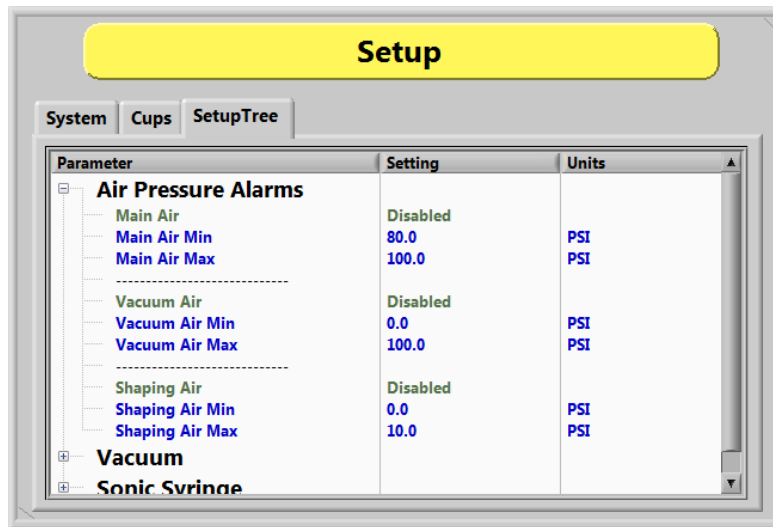 Setup
System Cups SetupTree
Parameter Setting Units
Air Pressure Alarms
Main Air Disabled
Main Air Min 80.0 PSI
Main Air Max 100.0 PSI
-----------------------------
Vacuum Air Disabled
Vacuum Air Min 0.0 PSI
Vacuum Air Max 100.0 PSI
-----------------------------
Shaping Air Disabled
Shaping Air Min 0.0 PSI
Shaping Air Max 10.0 PSI
Vacuum
Sonic Syringe